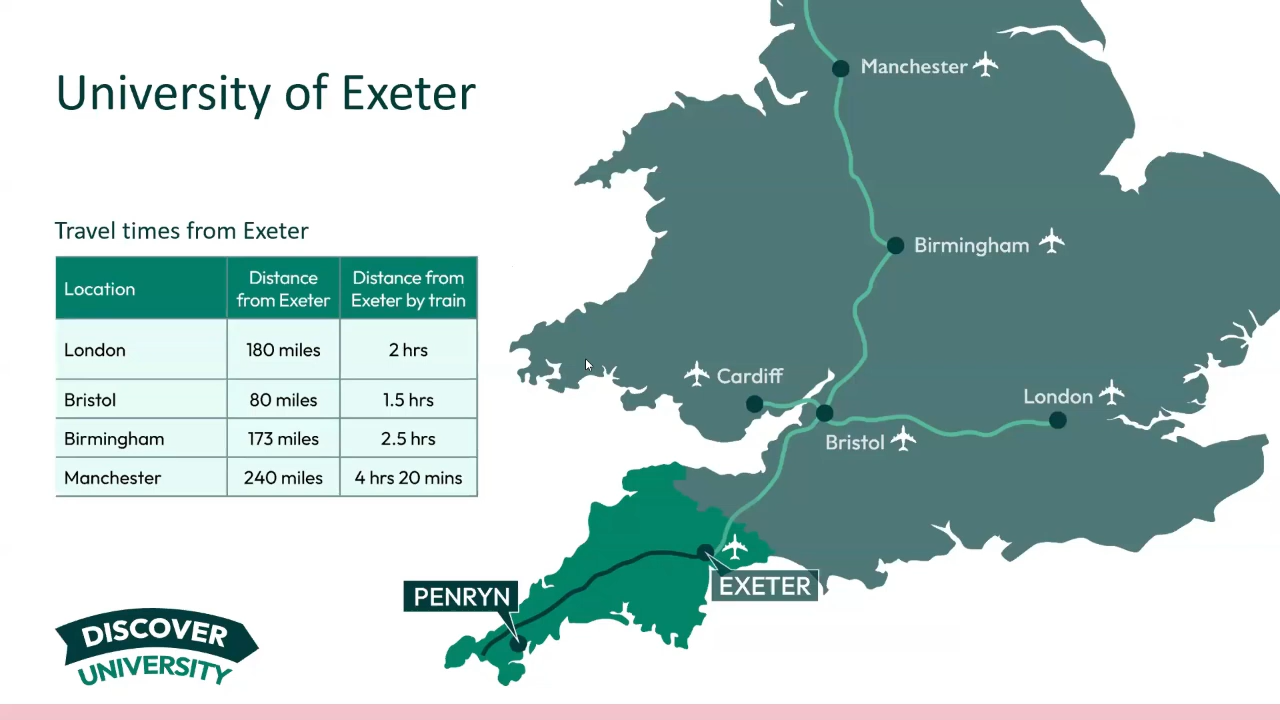 University of Exeter
Travel times from Exeter
Location
Distance
from Exeter
Distance from
Exeter by train
London
180 miles
2 hrs
Bristol
80 miles
1.5 hrs
Birmingham
173 miles
2.5 hrs
Manchester
240 miles
4 hrs 20 mins
Manchester
Birmingham
Cardiff
London
Bristol
EXETER
PENRYN
DISCOVER
UNIVERSITY